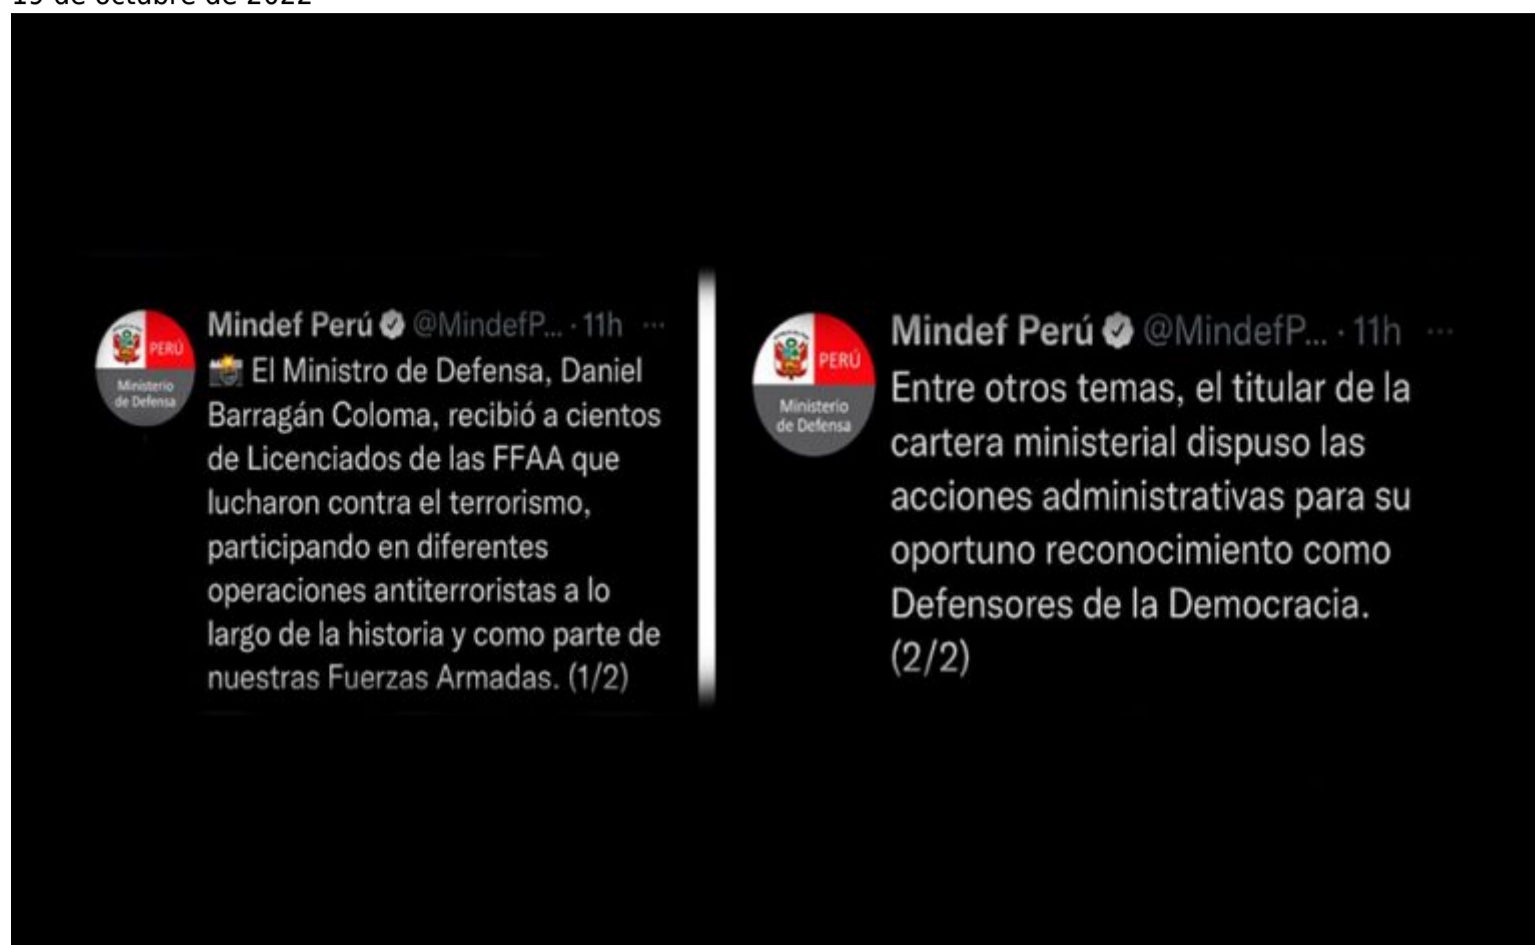 19 de octubre de 2022
PERÚ
Ministerio
de Defensa
Mindef Perú @MindefP... · 11h ···
📸 El Ministro de Defensa, Daniel
Barragán Coloma, recibió a cientos
de Licenciados de las FFAA que
lucharon contra el terrorismo,
participando en diferentes
operaciones antiterroristas a lo
largo de la historia y como parte de
nuestras Fuerzas Armadas. (1/2)
PERÚ
Ministerio
de Defensa
Mindef Perú @MindefP... · 11h ···
Entre otros temas, el titular de la
cartera ministerial dispuso las
acciones administrativas para su
oportuno reconocimiento como
Defensores de la Democracia.
(2/2)